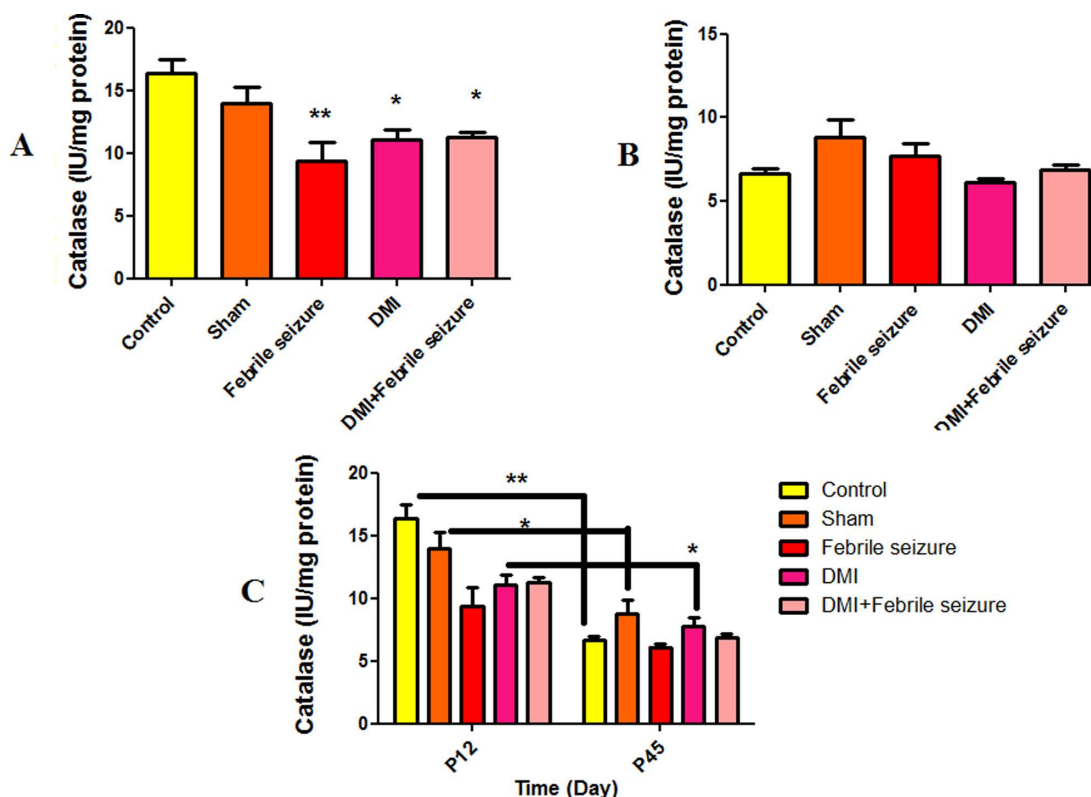 A
Catalase (IU/mg protein)
20
15
10
5
0
**
*
*
Control
Sham
Febrile seizure
DMI
DMI+Febrile seizure
B
Catalase (IU/mg protein)
15
10
5
0
Control
Sham
Febrile seizure
DMI
DMI+Febrile seizure
C
Catalase (IU/mg protein)
20
15
10
5
0
**
*
*
P12
P45
Time (Day)
Control
Sham
Febrile seizure
DMI
DMI+Febrile seizure